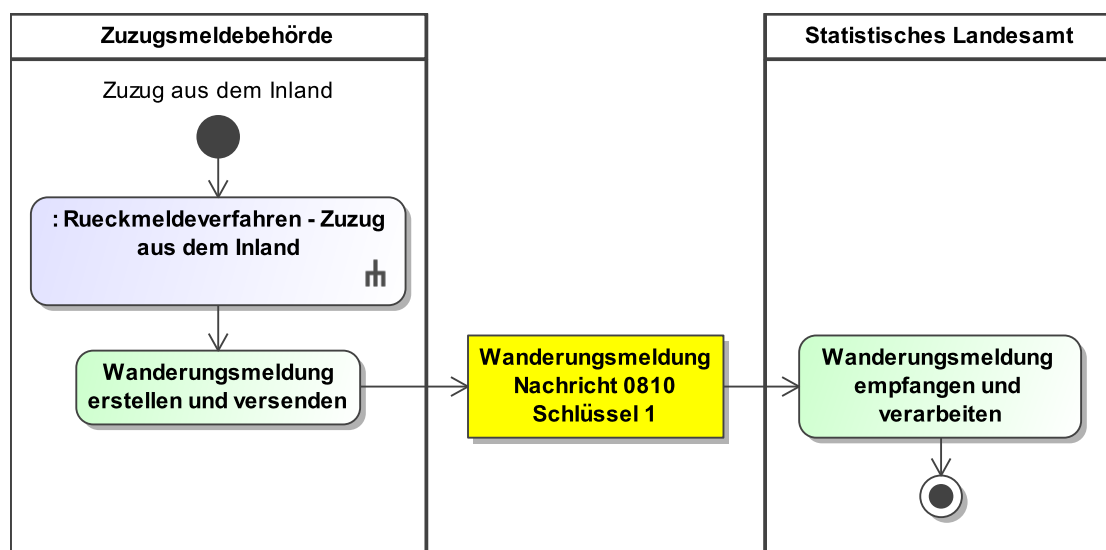 Zuzugsmeldebehörde
Statistisches Landesamt
Zuzug aus dem Inland
: Rueckmeldeverfahren - Zuzug
aus dem Inland
Wanderungsmeldung
erstellen und versenden
Wanderungsmeldung
Nachricht 0810
Schlüssel 1
Wanderungsmeldung
empfangen und
verarbeiten